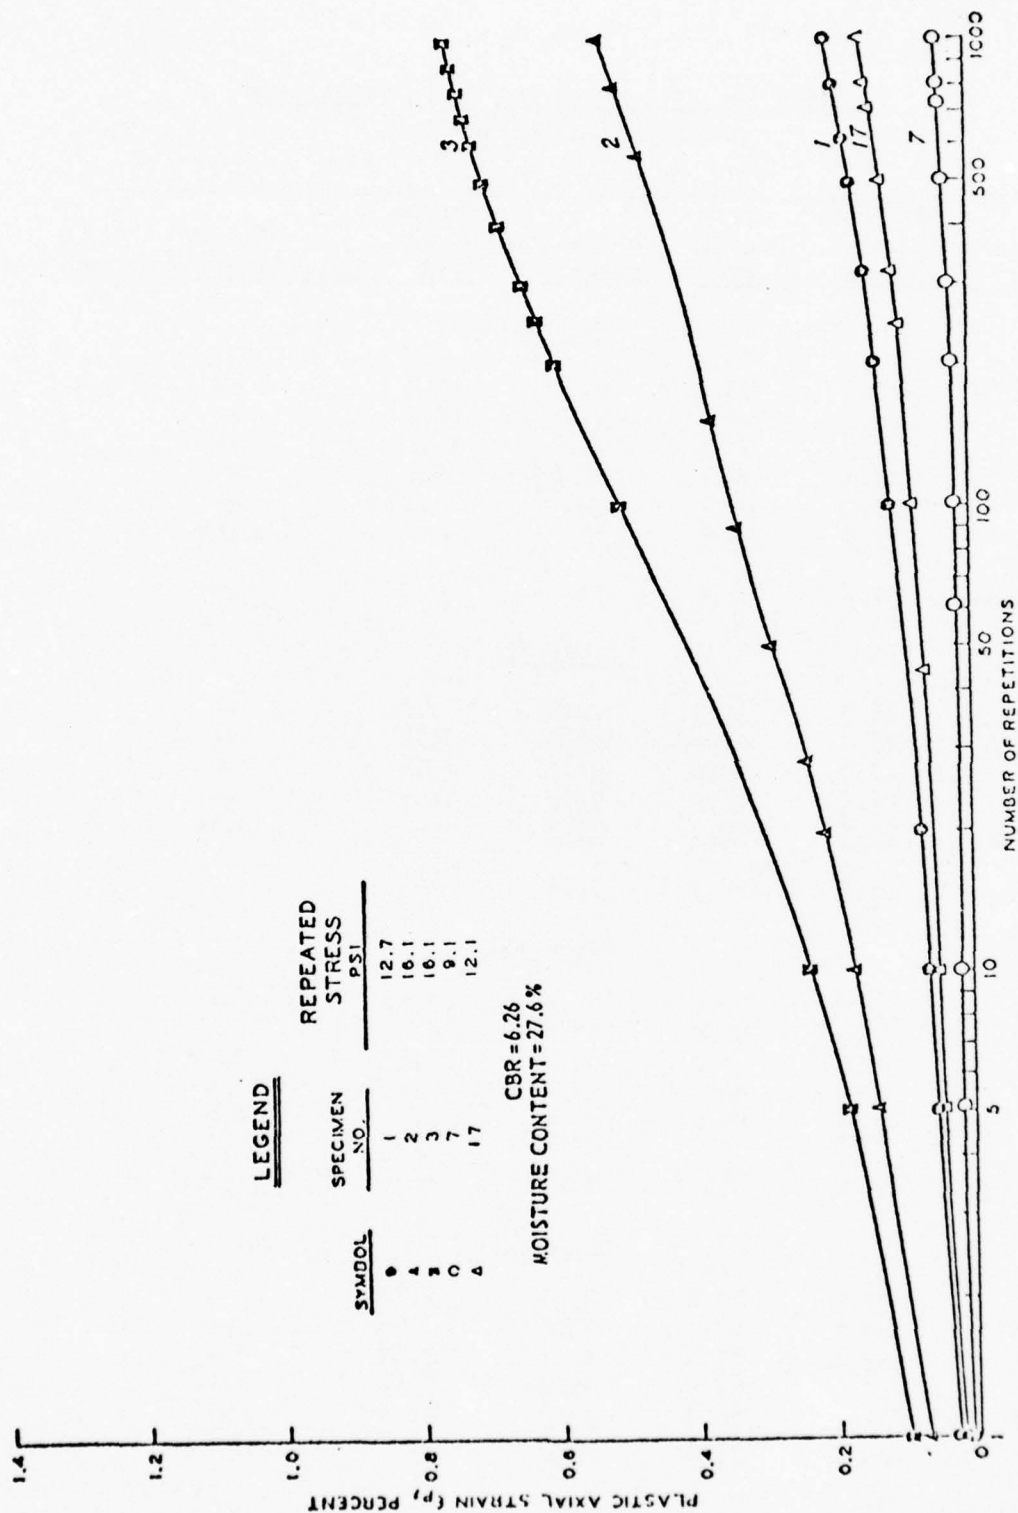 PLASTIC AXIAL STRAIN εp, PERCENT
1.4
1.2
1.0
0.8
0.6
0.4
0.2
0
LEGEND
SYMBOL SPECIMEN NO. REPEATED STRESS PSI
1 12.7
2 16.1
3 16.1
7 9.1
17 12.1
CBR = 6.26
MOISTURE CONTENT = 27.6%
3
2
1
17
7
1 5 10 50 100 500 1000
NUMBER OF REPETITIONS